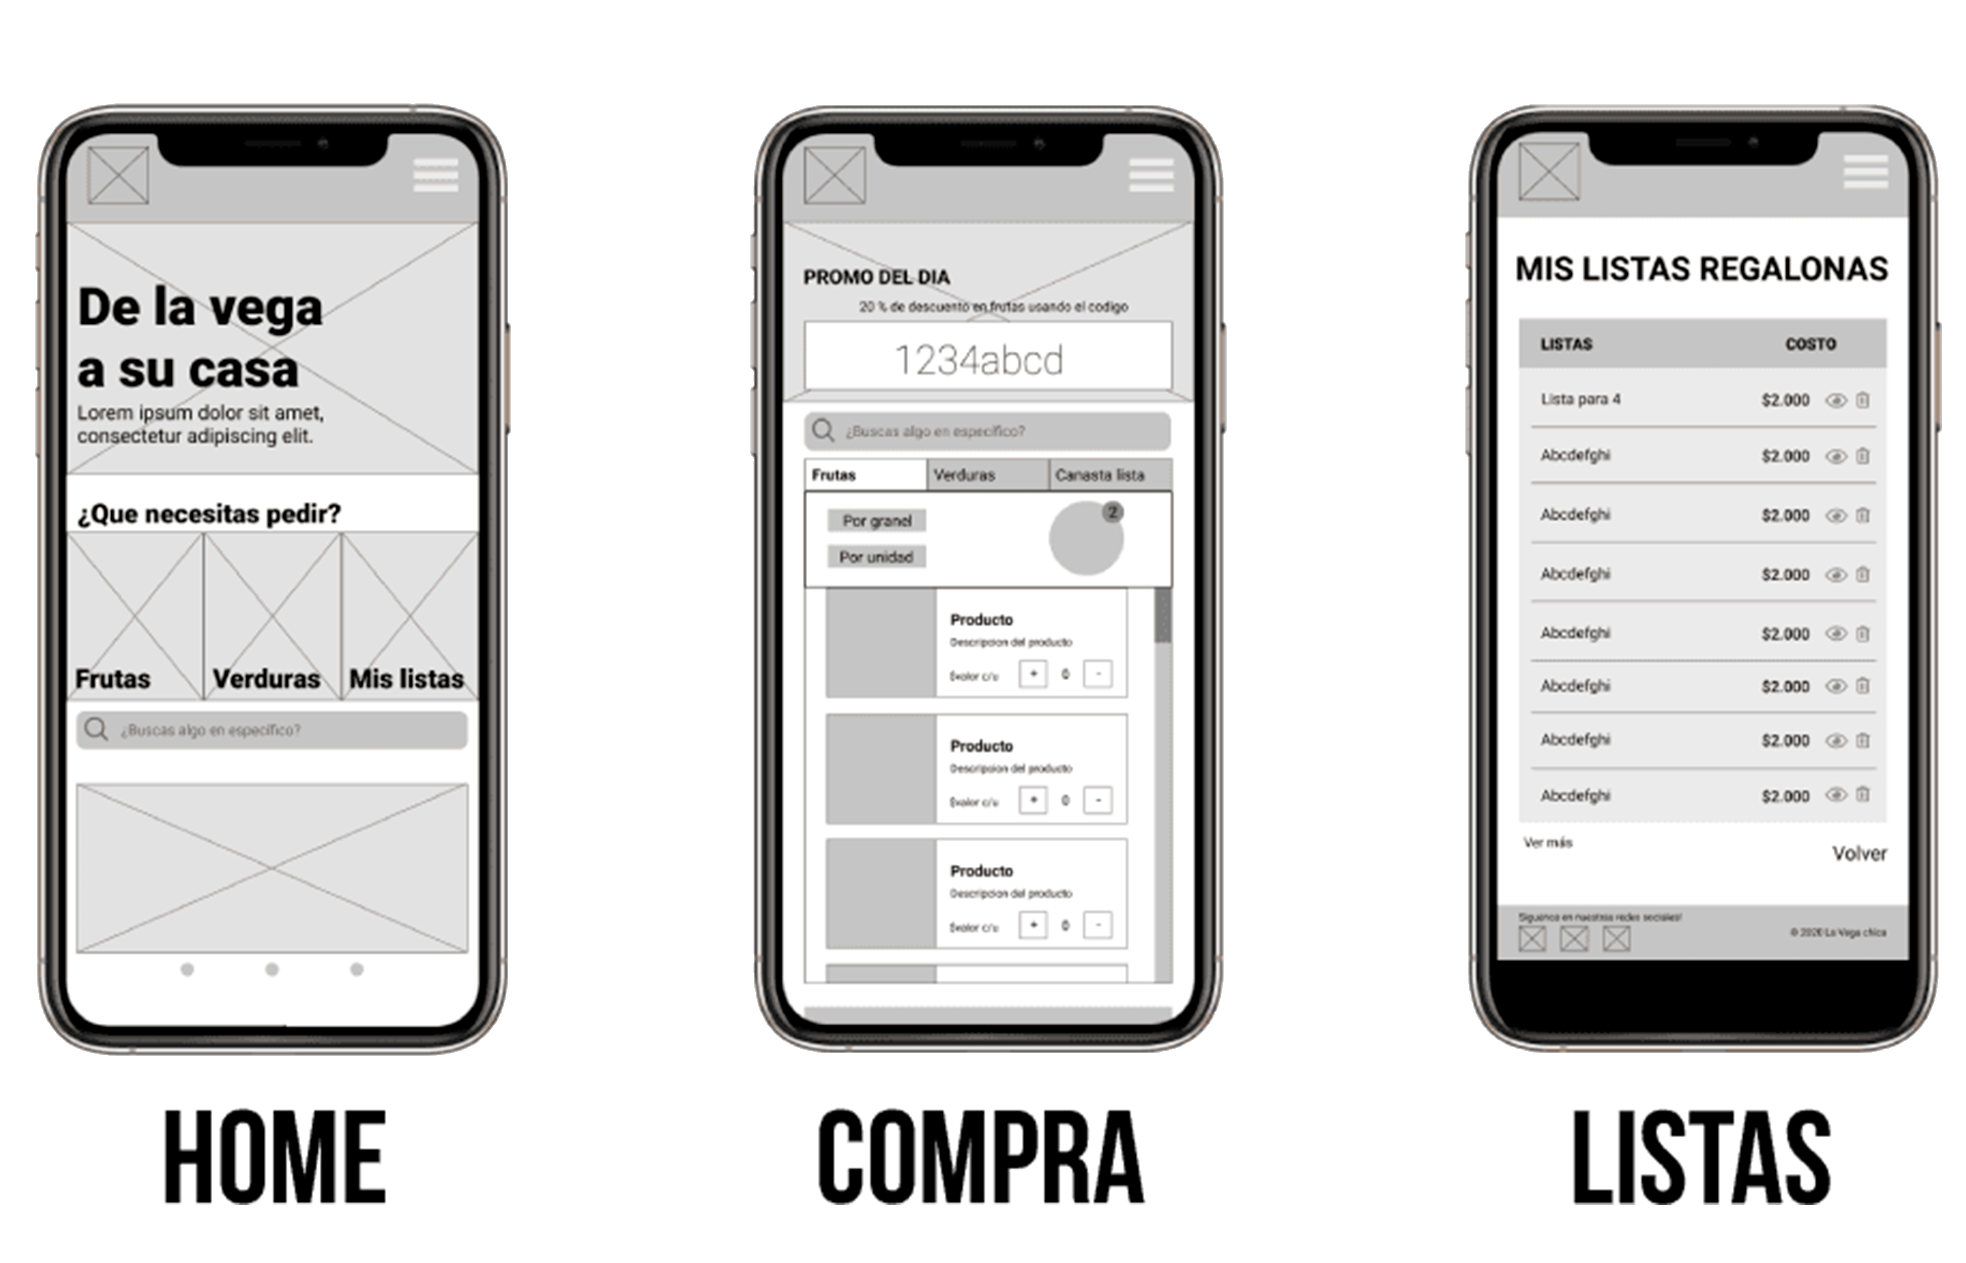 De la vega
a su casa
Lorem ipsum dolor sit amet,
consectetur adipiscing elit.
¿Que necesitas pedir?
Frutas
Verduras
Mis listas
¿Buscas algo en específico?
HOME
PROMO DEL DIA
20 % de descuento en frutas usando el codigo
1234abcd
¿Buscas algo en específico?
Frutas
Verduras
Canasta lista
Por granel
2
Por unidad
Producto
Descripcion del producto
$valor c/u + 0 -
Producto
Descripcion del producto
$valor c/u + 0 -
Producto
Descripcion del producto
$valor c/u + 0 -
COMPRA
MIS LISTAS REGALONAS
LISTAS COSTO
Lista para 4 $2.000
Abcdefghi $2.000
Abcdefghi $2.000
Abcdefghi $2.000
Abcdefghi $2.000
Abcdefghi $2.000
Abcdefghi $2.000
Abcdefghi $2.000
Ver más
Volver
Siguenos en nuestras redes sociales!
© 2020 La Vega chica
LISTAS